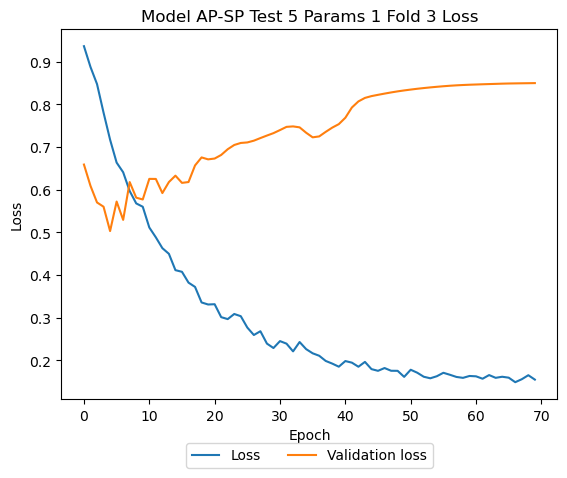 Model AP-SP Test 5 Params 1 Fold 3 Loss
Loss
0.9
0.8
0.7
0.6
0.5
0.4
0.3
0.2
0 10 20 30 40 50 60 70
Epoch
Loss Validation loss